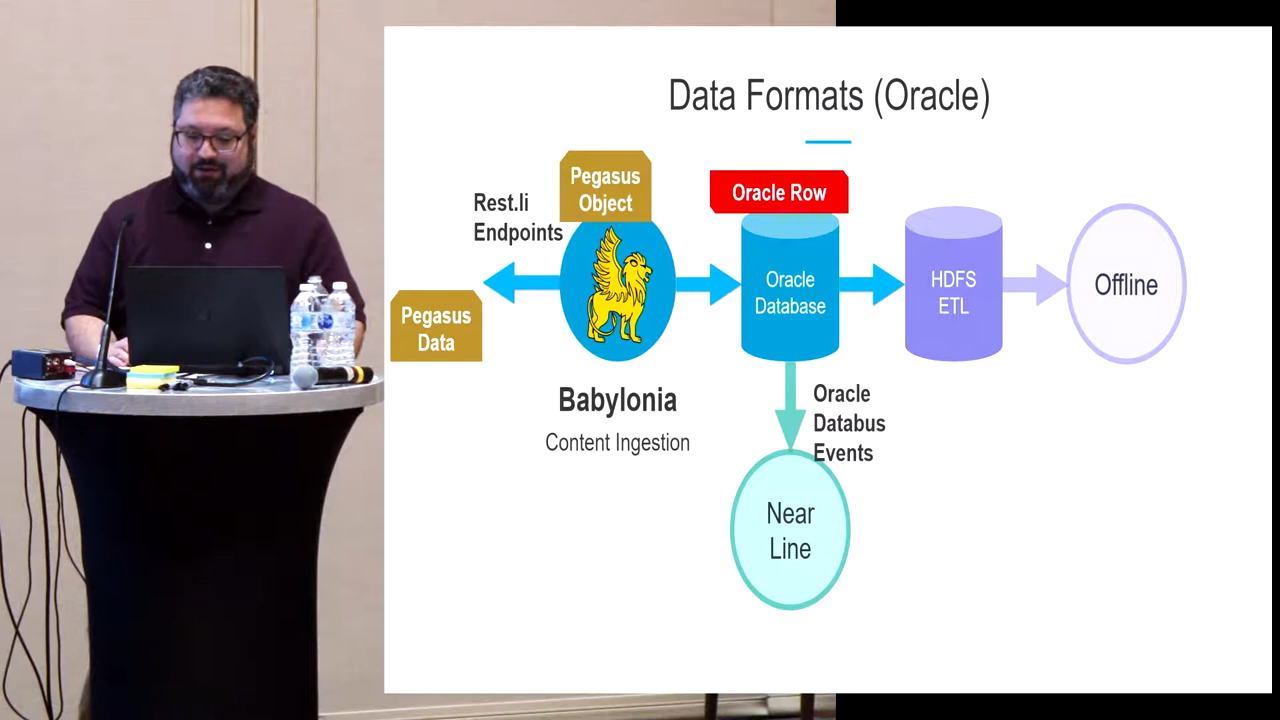 Data Formats (Oracle)
Pegasus
Object
Oracle Row
Rest.li
Endpoints
Oracle
Database
HDFS
ETL
Offline
Pegasus
Data
Babylonia
Content Ingestion
Oracle
Databus
Events
Near
Line